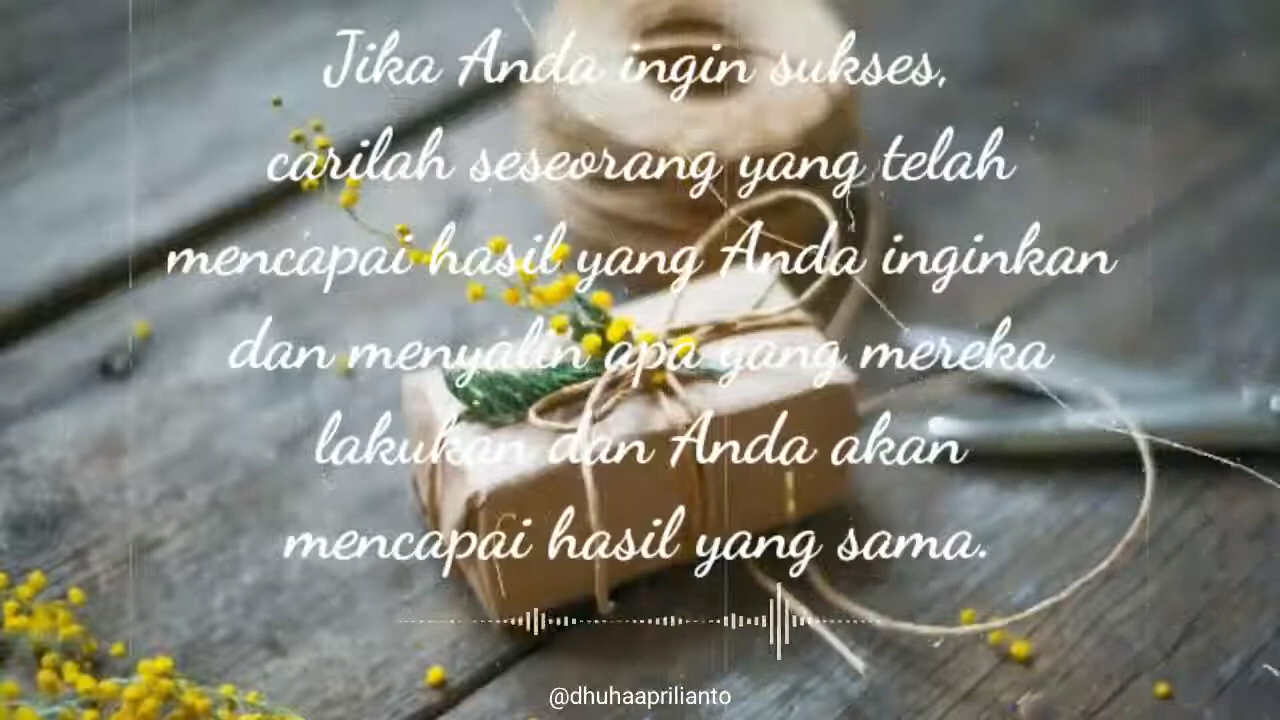 Jika Anda ingin sukses,
carilah seseorang yang telah
mencapai hasil yang Anda inginkan
dan menyalin apa yang mereka
lakukan dan Anda akan
mencapai hasil yang sama.
@dhuhaaprilianto